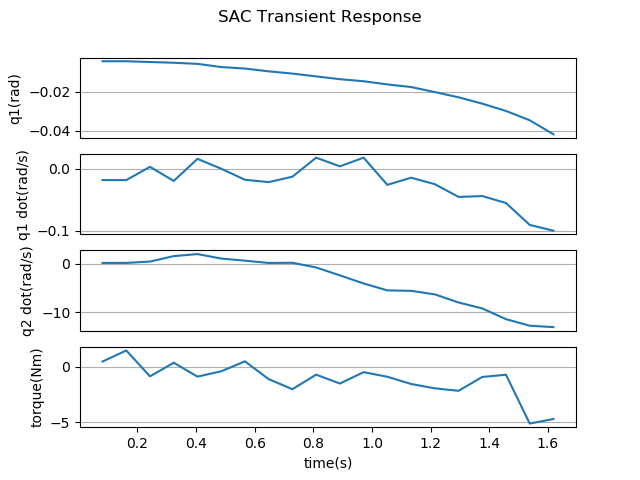 SAC Transient Response
q1(rad)
−0.02
−0.04
q1 dot(rad/s)
0.0
−0.1
q2 dot(rad/s)
0
−10
torque(Nm)
0
−5
0.2 0.4 0.6 0.8 1.0 1.2 1.4 1.6
time(s)